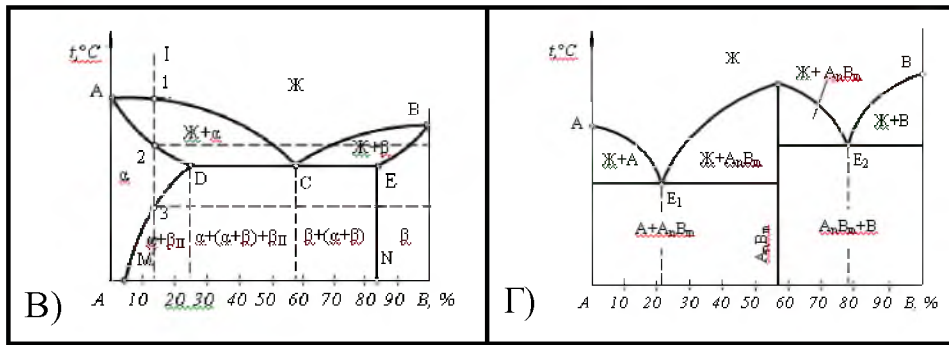 t,°C
I
1
Ж
A
B
Ж+α
2
Ж+β
α
D
C
E
3
α+βII
α+(α+β)+βII
β+(α+β)
β
M
N
В)
A 10 20 30 40 50 60 70 80 90 B, %
t,°C
Ж
Ж+AnBm
B
A
Ж+B
Ж+A
Ж+AnBm
E2
E1
A+AnBm
AnBm
AnBm+B
Г)
A 10 20 30 40 50 60 70 80 90 B, %